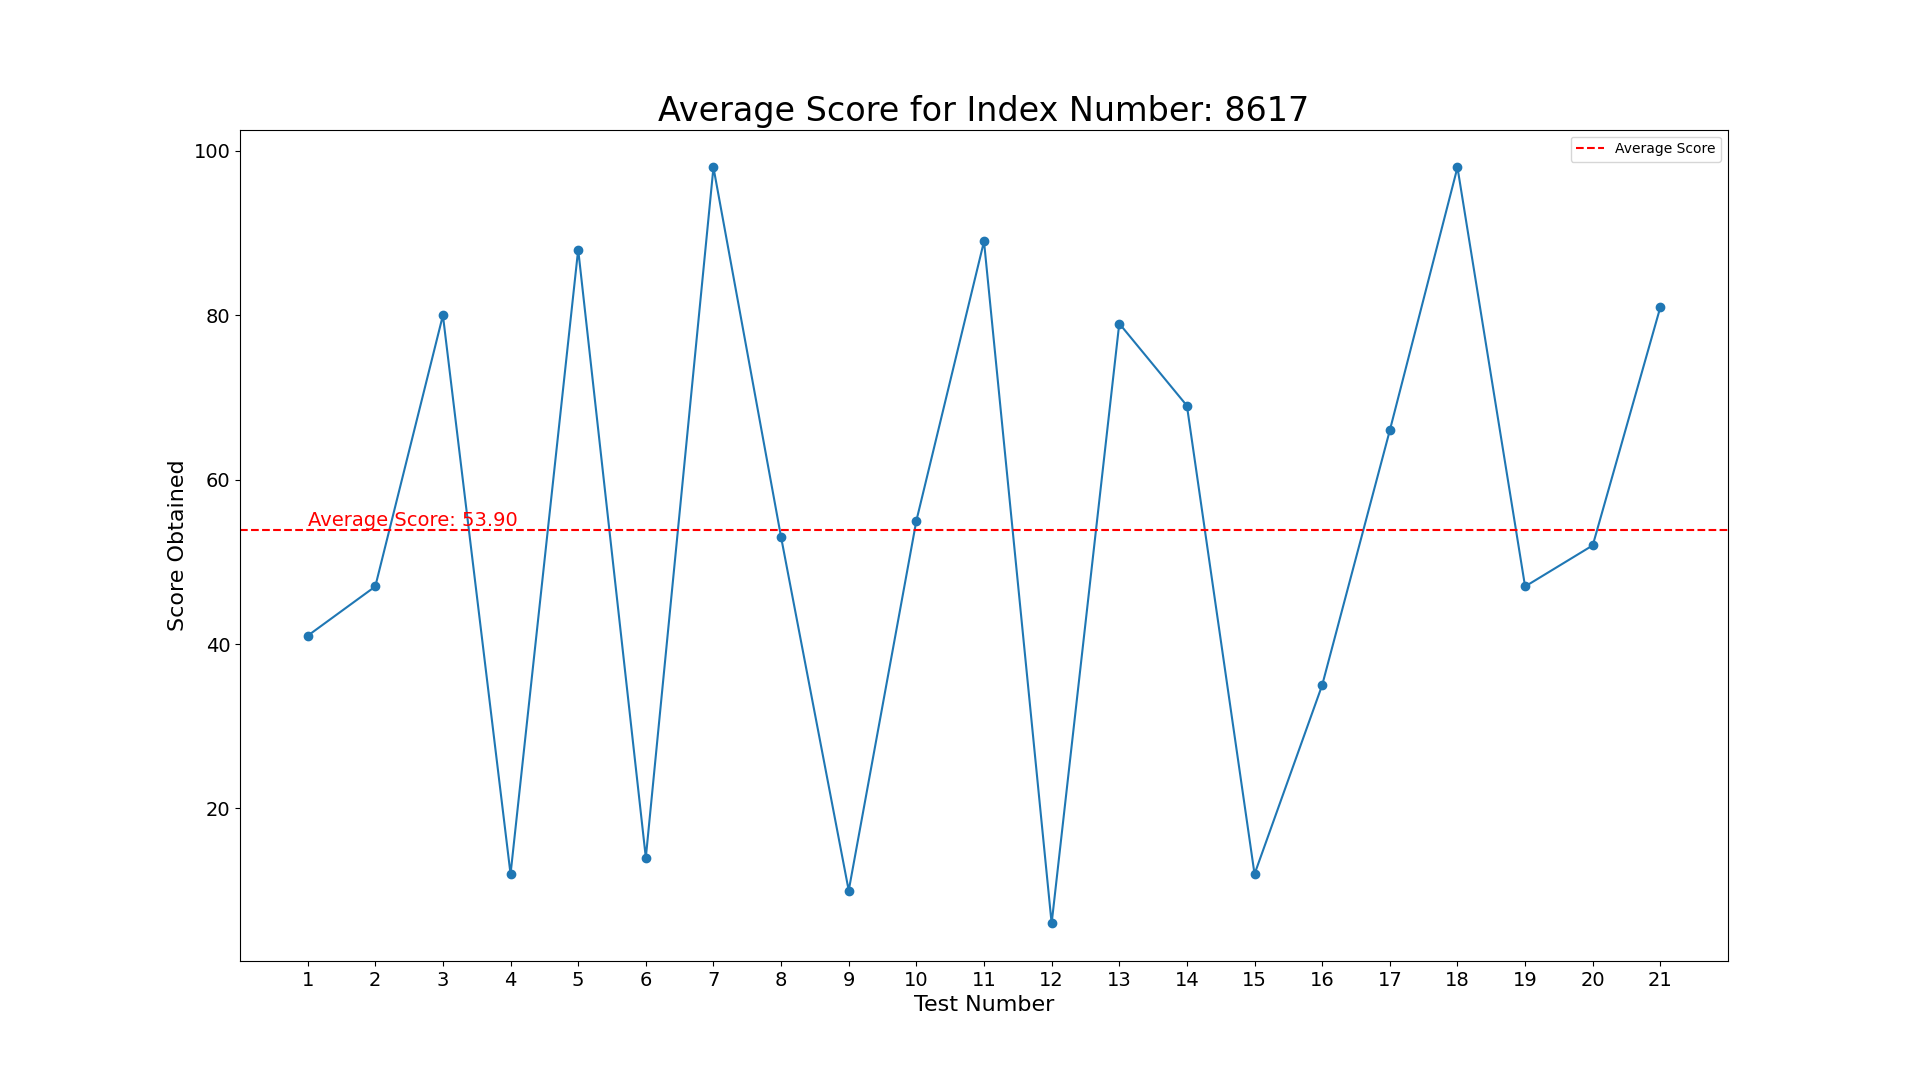 Average Score for Index Number: 8617
Average Score
100
80
60
40
20
Score Obtained
Average Score: 53.90
1 2 3 4 5 6 7 8 9 10 11 12 13 14 15 16 17 18 19 20 21
Test Number